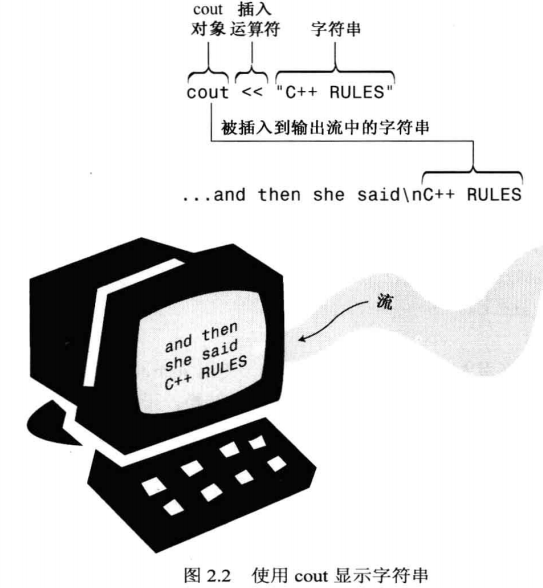 cout 插入
对象 运算符 字符串
cout << "C++ RULES"
被插入到输出流中的字符串
...and then she said\nC++ RULES
流
and then
she said
C++ RULES
图 2.2 使用 cout 显示字符串